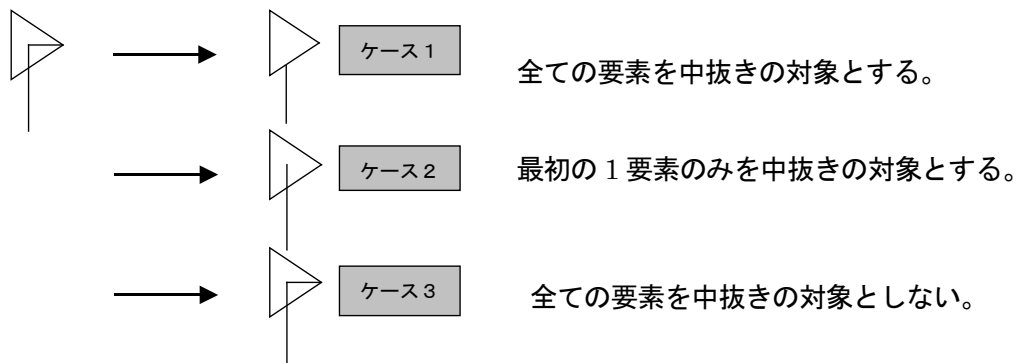 ケース1
全ての要素を中抜きの対象とする。
ケース2
最初の1要素のみを中抜きの対象とする。
ケース3
全ての要素を中抜きの対象としない。